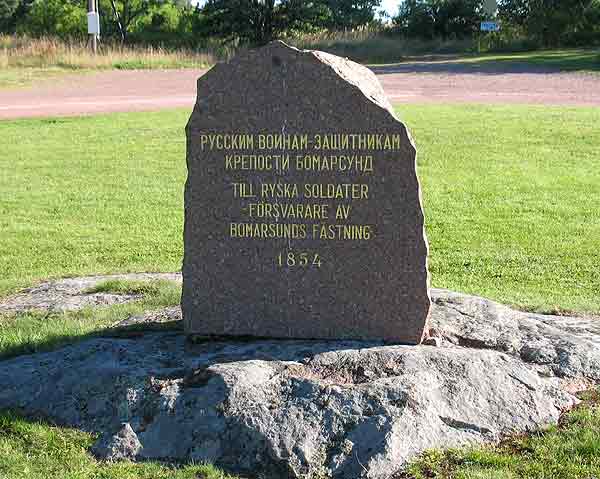 РУССКИМ ВОИНАМ-ЗАЩИТНИКАМ
КРЕПОСТИ БОМАРСУНД
TILL RYSKA SOLDATER
FÖRSVARARE AV
BOMARSUNDS FÄSTNING
1854